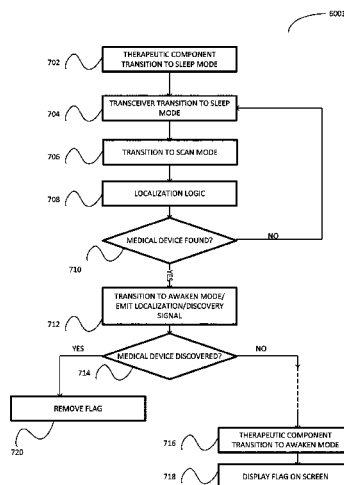 6001
702
THERAPEUTIC COMPONENT
TRANSITION TO SLEEP MODE
704
TRANSCEIVER TRANSITION TO SLEEP
MODE
706
TRANSITION TO SCAN MODE
708
LOCALIZATION LOGIC
MEDICAL DEVICE FOUND?
NO
710
YES
712
TRANSITION TO AWAKEN MODE/
EMIT LOCALIZATION/DISCOVERY
SIGNAL
YES
MEDICAL DEVICE DISCOVERED?
NO
714
REMOVE FLAG
720
716
THERAPEUTIC COMPONENT
TRANSITION TO AWAKEN MODE
718
DISPLAY FLAG ON SCREEN